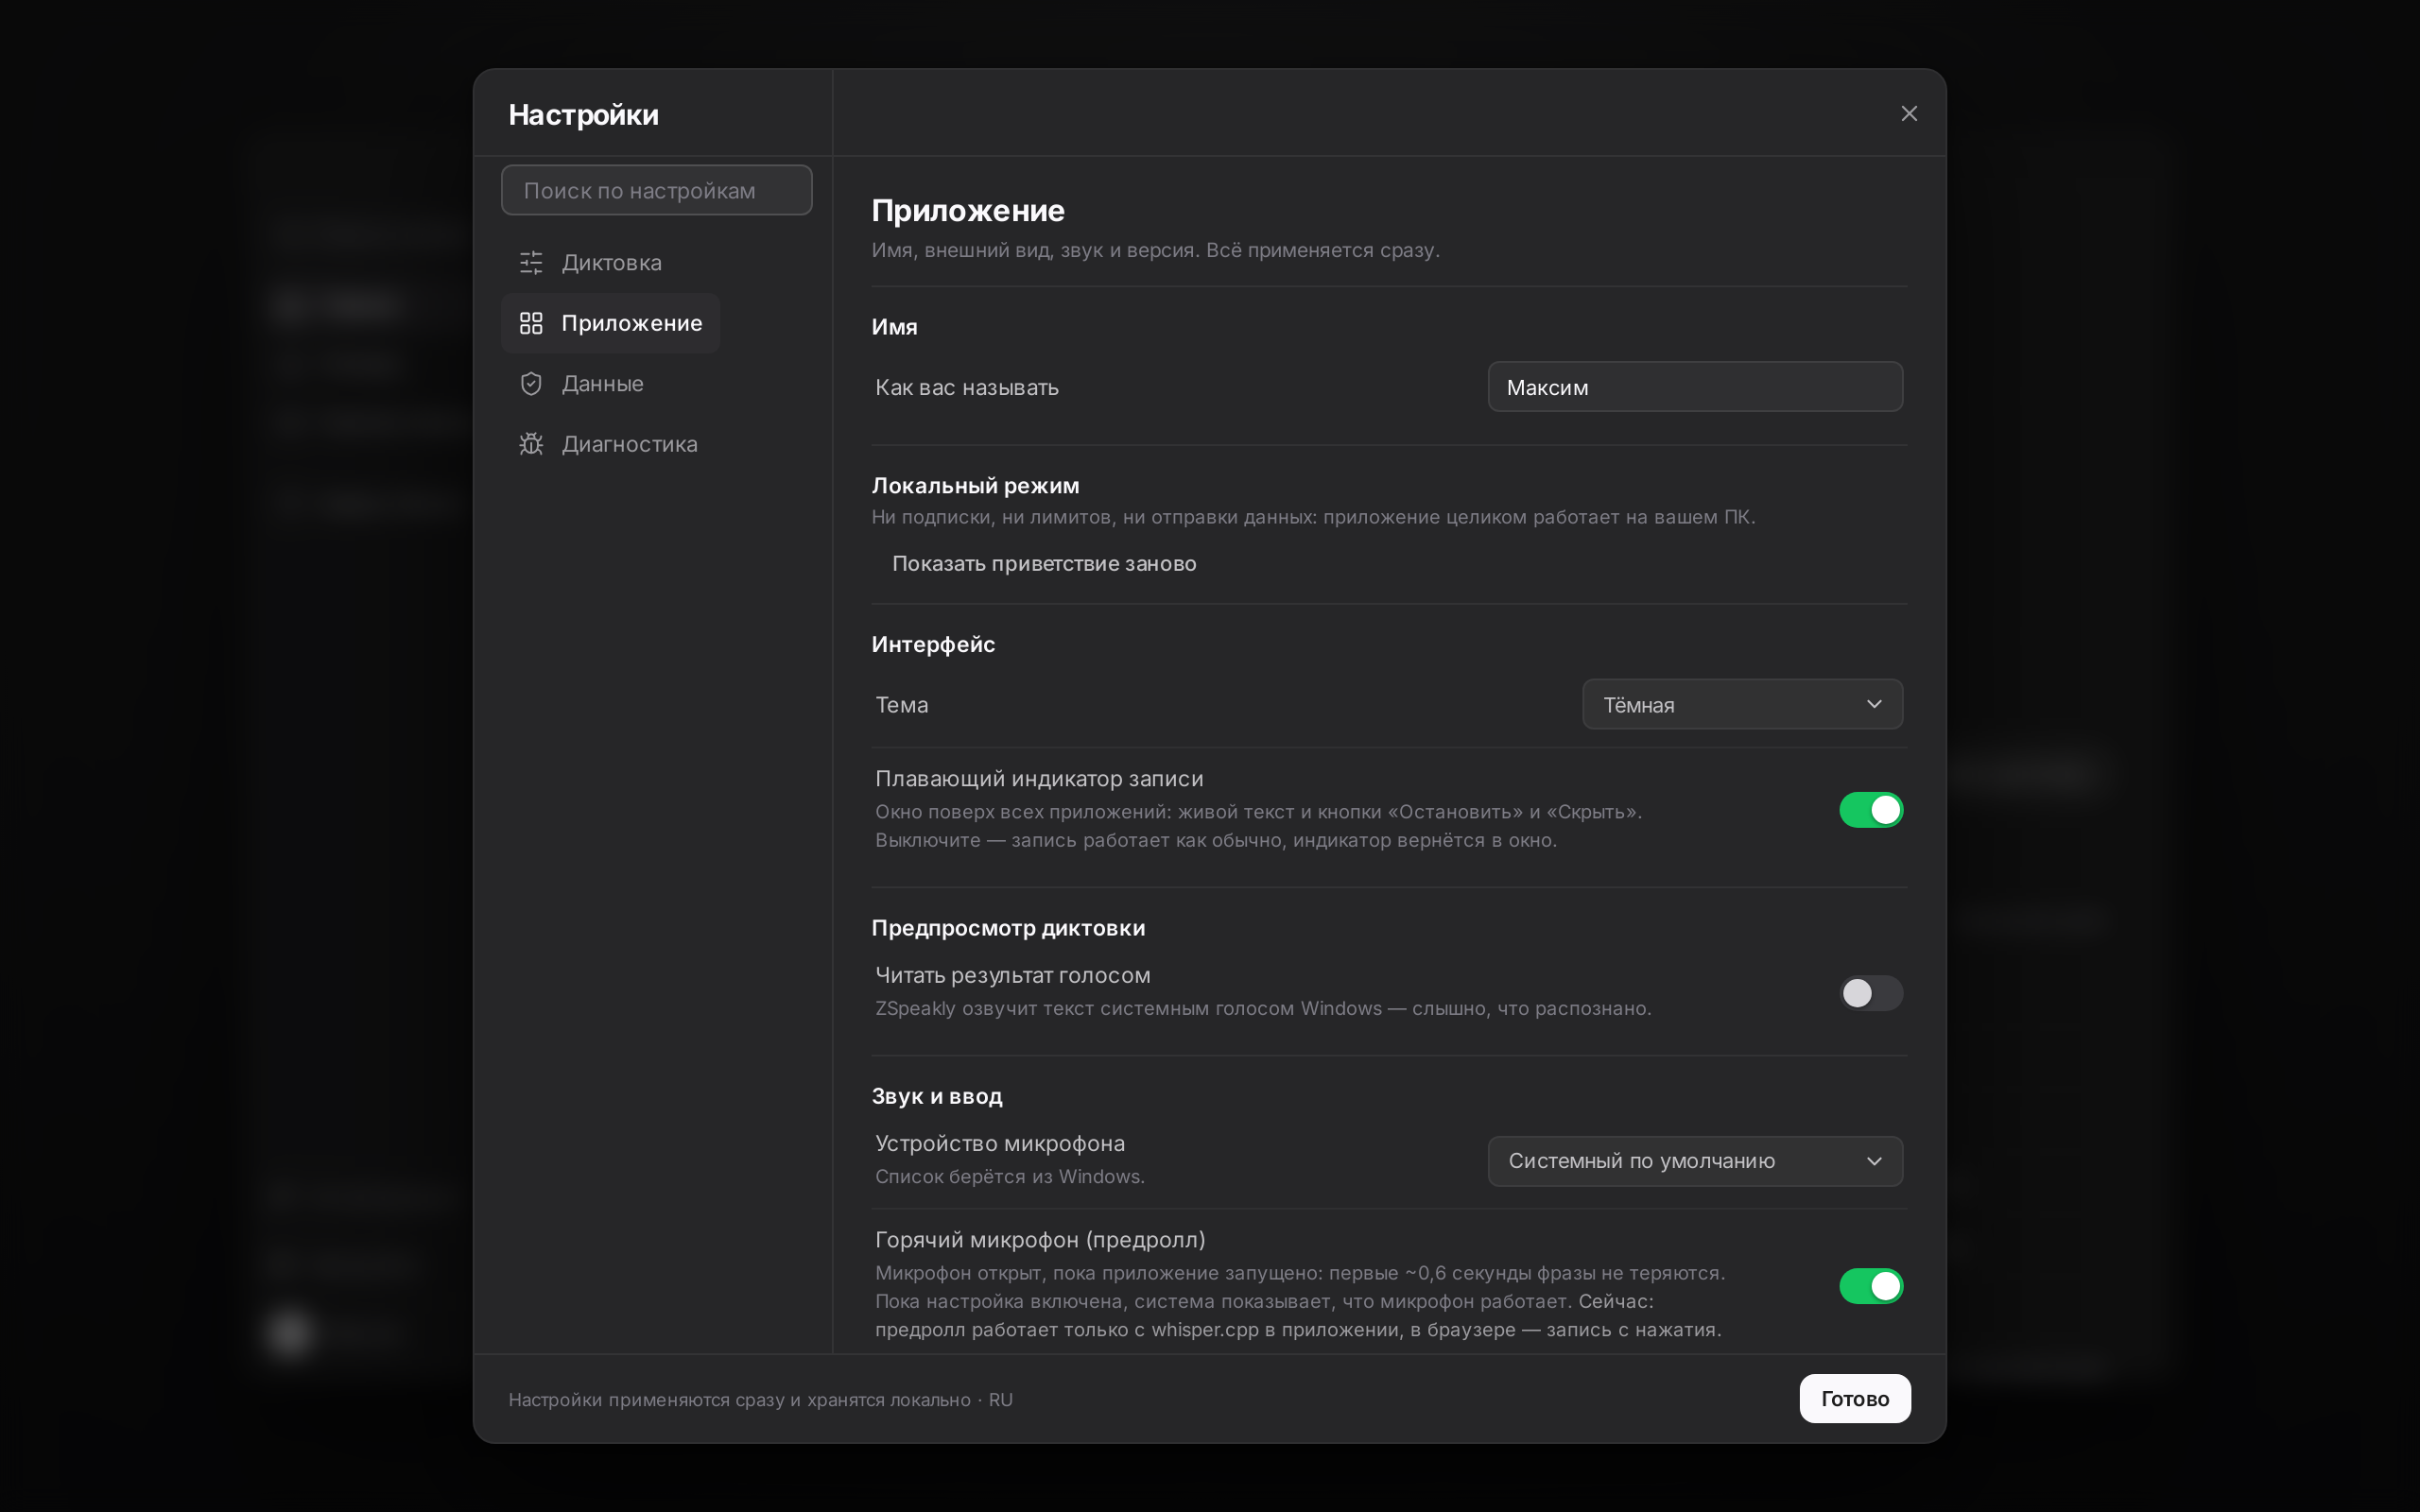 Настройки
Поиск по настройкам
Диктовка
Приложение
Данные
Диагностика
Приложение
Имя, внешний вид, звук и версия. Всё применяется сразу.
Имя
Как вас называть
Максим
Локальный режим
Ни подписки, ни лимитов, ни отправки данных: приложение целиком работает на вашем ПК.
Показать приветствие заново
Интерфейс
Тема
Тёмная
Плавающий индикатор записи
Окно поверх всех приложений: живой текст и кнопки «Остановить» и «Скрыть».
Выключите — запись работает как обычно, индикатор вернётся в окно.
Предпросмотр диктовки
Читать результат голосом
ZSpeakly озвучит текст системным голосом Windows — слышно, что распознано.
Звук и ввод
Устройство микрофона
Список берётся из Windows.
Системный по умолчанию
Горячий микрофон (предролл)
Микрофон открыт, пока приложение запущено: первые ~0,6 секунды фразы не теряются.
Пока настройка включена, система показывает, что микрофон работает. Сейчас:
предролл работает только с whisper.cpp в приложении, в браузере — запись с нажатия.
Настройки применяются сразу и хранятся локально · RU
Готово